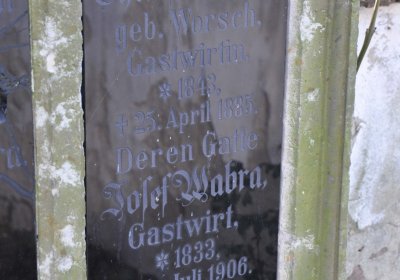 geb. Worsch,
Gastwirtin,
* 1843,
† 25. April 1885.
Deren Gatte
Josef Wabra,
Gastwirt,
* 1833,
Juli 1906.